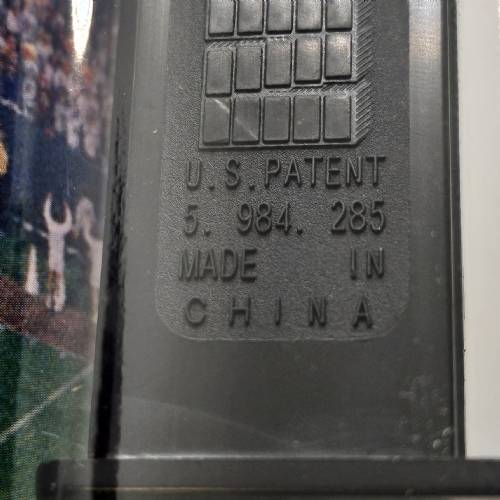 U.S.PATENT
5. 984. 285
MADE IN
CHINA